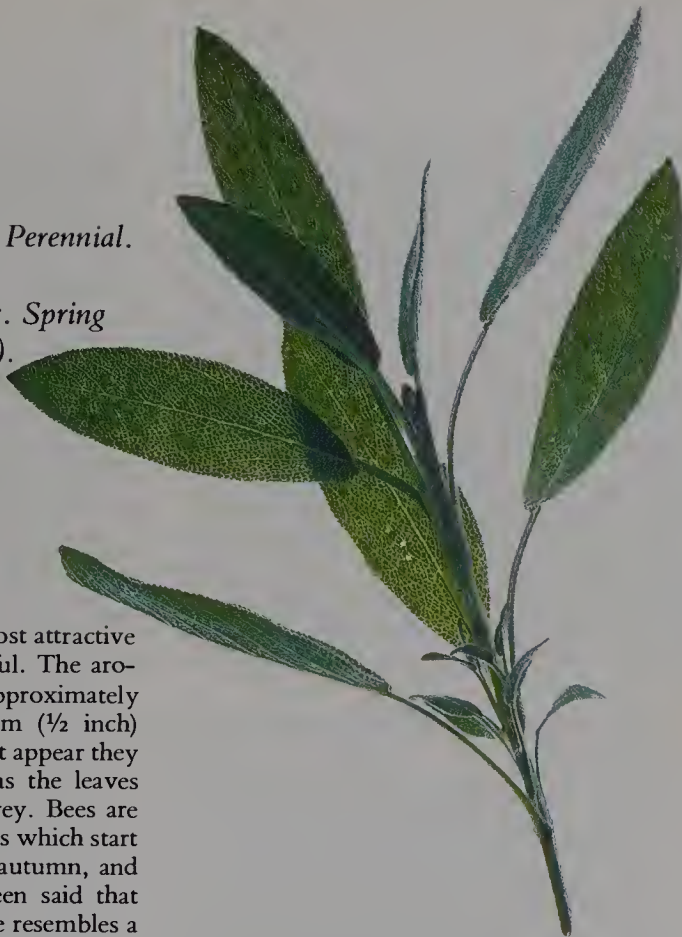 Perennial.
. Spring
).
ost attractive
ul. The aro-
pproximately
m (½ inch)
t appear they
as the leaves
ey. Bees are
s which start
autumn, and
een said that
e resembles a